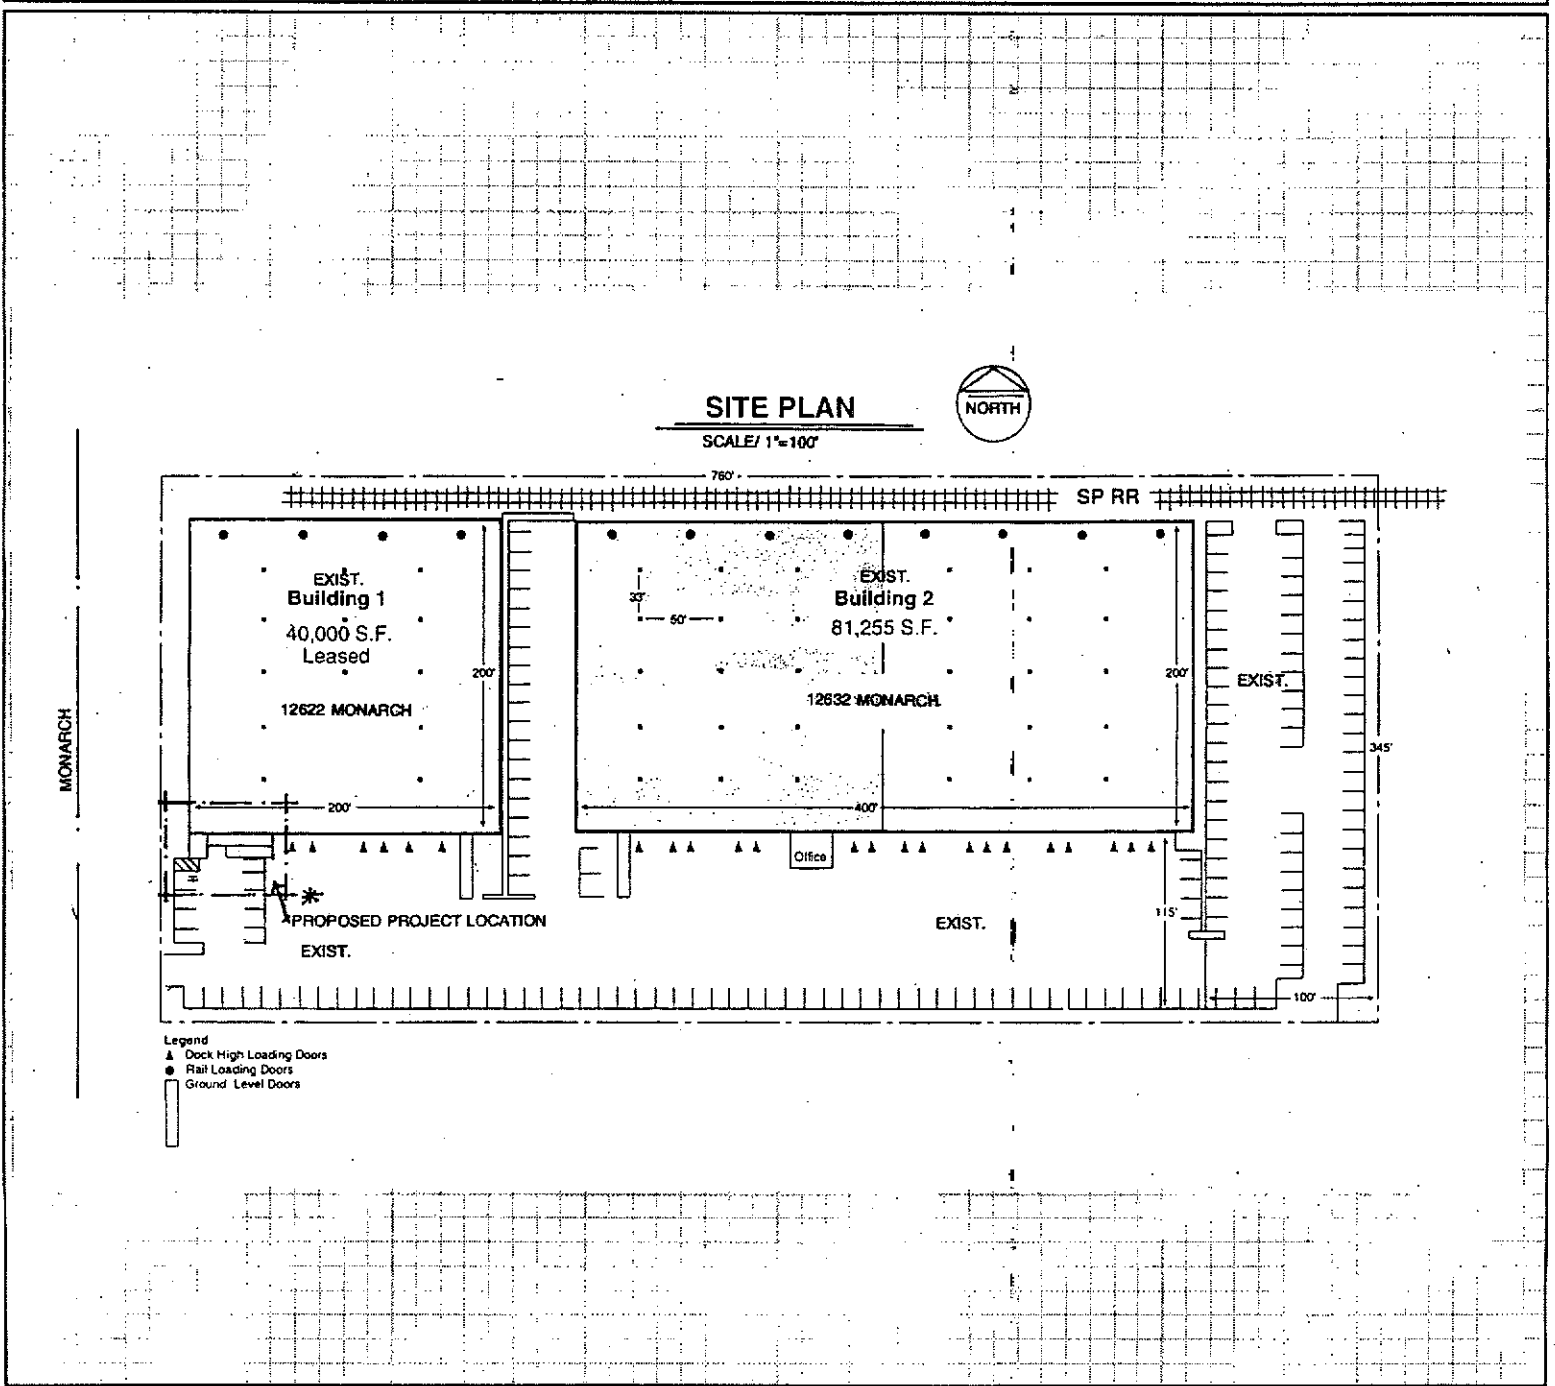 SITE PLAN
SCALE/ 1"=100'
NORTH
760'
SP RR
EXIST.
Building 1
40,000 S.F.
Leased
200'
12622 MONARCH
200'
EXIST.
Building 2
81,255 S.F.
33'
50'
200'
12632 MONARCH
400'
EXIST.
345'
MONARCH
Office
PROPOSED PROJECT LOCATION
EXIST.
EXIST.
115'
100'
Legend
Dock High Loading Doors
Rail Loading Doors
Ground Level Doors